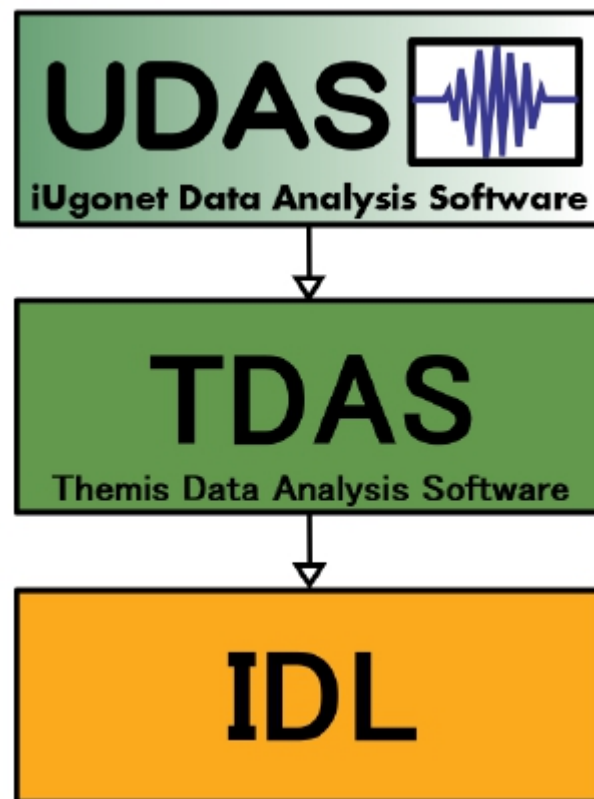 UDAS
iUgonet Data Analysis Software
TDAS
Themis Data Analysis Software
IDL